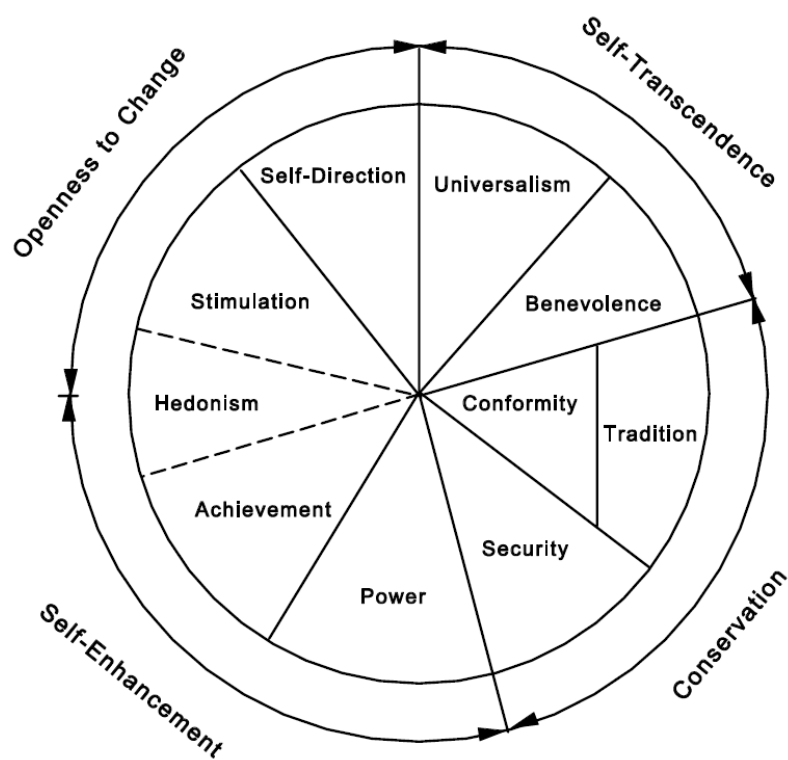 Openness to Change
Self-Transcendence
Self-Direction
Universalism
Stimulation
Benevolence
Hedonism
Conformity
Tradition
Achievement
Security
Power
Self-Enhancement
Conservation